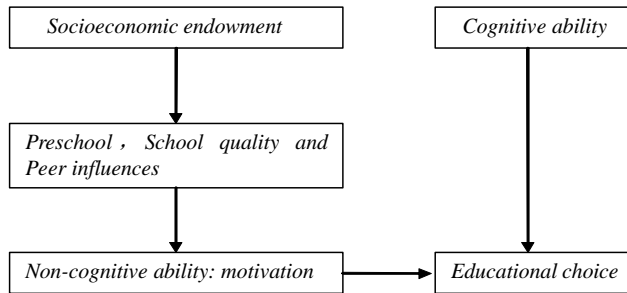 Socioeconomic endowment
Cognitive ability
Preschool， School quality and
Peer influences
Non-cognitive ability: motivation
Educational choice